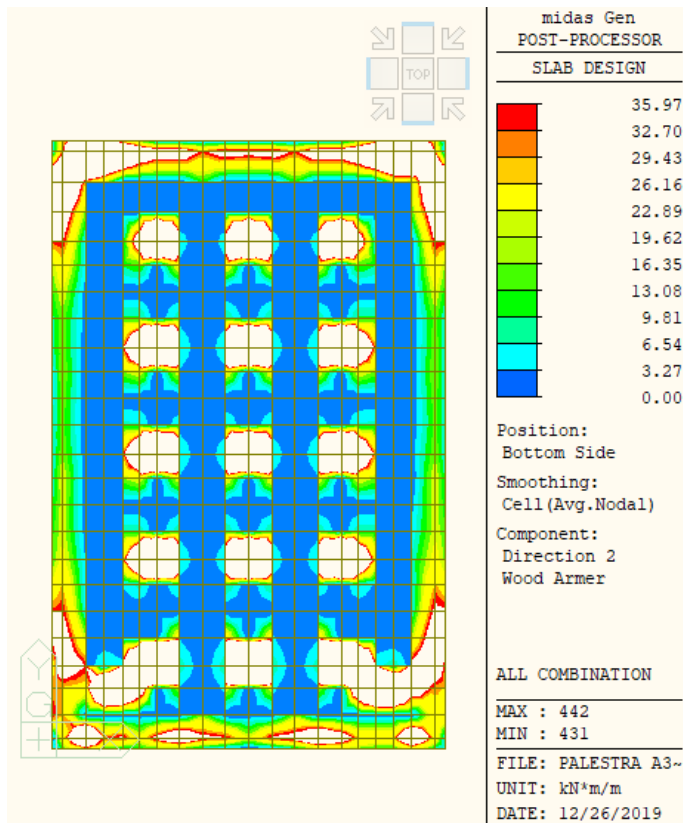 midas Gen
POST-PROCESSOR
SLAB DESIGN
TOP
35.97
32.70
29.43
26.16
22.89
19.62
16.35
13.08
9.81
6.54
3.27
0.00
Position:
Bottom Side
Smoothing:
Cell(Avg.Nodal)
Component:
Direction 2
Wood Armer
ALL COMBINATION
MAX : 442
MIN : 431
FILE: PALESTRA A3~
UNIT: kN*m/m
DATE: 12/26/2019